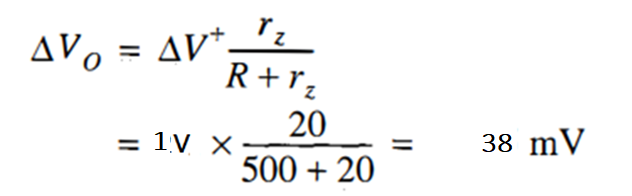 ΔV_O = ΔV⁺ r_z / (R + r_z)
= 1V × 20 / (500 + 20) = 38 mV